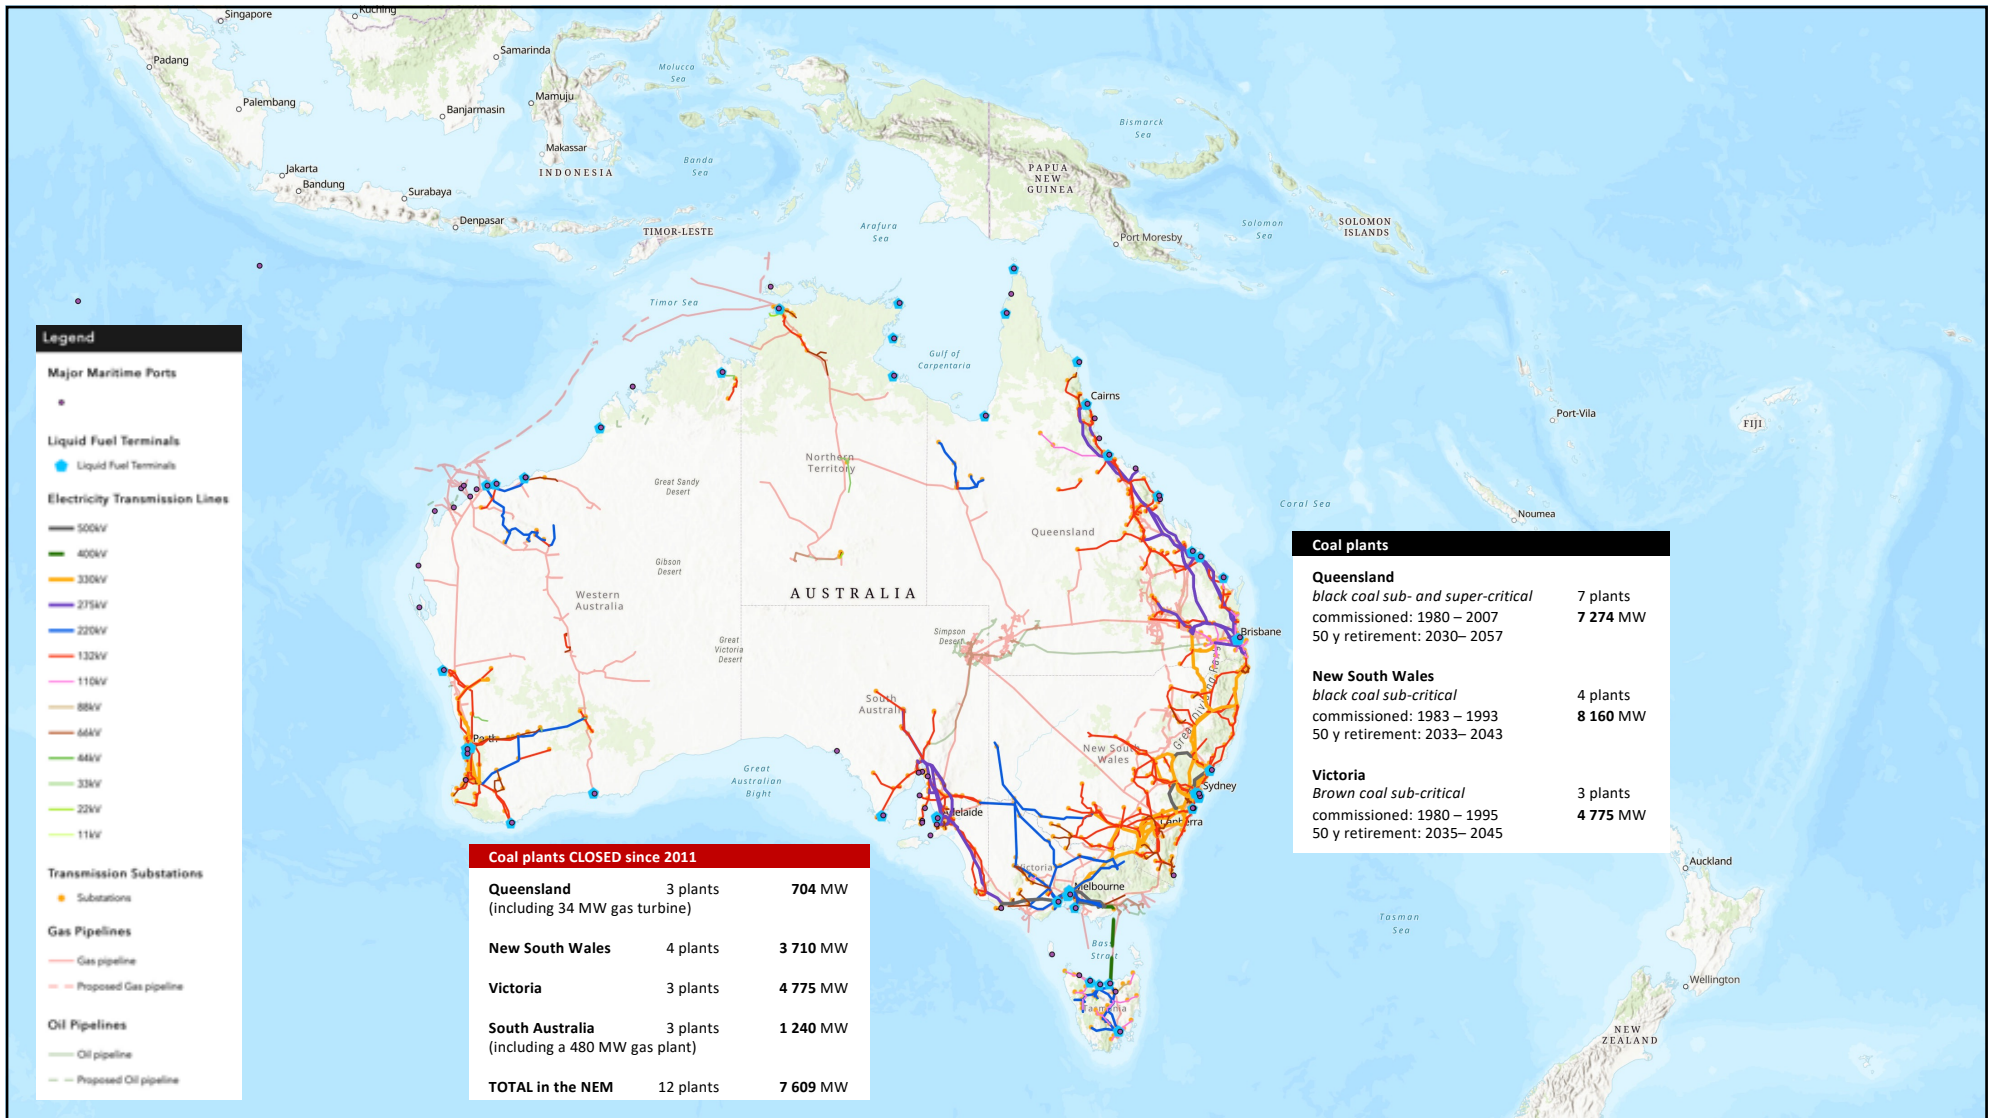 Singapore
Kuching
Padang
Palembang
Samarinda
Mamuju
Banjarmasin
Makassar
INDONESIA
Jakarta
Bandung
Surabaya
Denpasar
Molucca
Sea
Banda
Sea
Bismarck
Sea
PAPUA
NEW
GUINEA
TIMOR-LESTE
Arafura
Sea
Port Moresby
Solomon
Sea
SOLOMON
ISLANDS
Timor Sea
Gulf of
Carpentaria
Cairns
Port-Vila
FIJI
Noumea
Coral Sea
Northern
Territory
Great Sandy
Desert
Gibson
Desert
Western
Australia
Great
Victoria
Desert
AUSTRALIA
Queensland
Simpson
Desert
Brisbane
South
Australia
New South
Wales
Great Dividing Range
Sydney
Canberra
Adelaide
Perth
Great
Australian
Bight
Victoria
Melbourne
Bass
Strait
Tasmania
Tasman
Sea
Auckland
Wellington
NEW
ZEALAND
Legend
Major Maritime Ports
Liquid Fuel Terminals
Liquid Fuel Terminals
Electricity Transmission Lines
500kV
400kV
330kV
275kV
220kV
132kV
110kV
88kV
66kV
44kV
33kV
22kV
11kV
Transmission Substations
Substations
Gas Pipelines
Gas pipeline
Proposed Gas pipeline
Oil Pipelines
Oil pipeline
Proposed Oil pipeline
Coal plants CLOSED since 2011
Queensland 3 plants 704 MW
(including 34 MW gas turbine)
New South Wales 4 plants 3 710 MW
Victoria 3 plants 4 775 MW
South Australia 3 plants 1 240 MW
(including a 480 MW gas plant)
TOTAL in the NEM 12 plants 7 609 MW
Coal plants
Queensland
black coal sub- and super-critical 7 plants
commissioned: 1980 – 2007 7 274 MW
50 y retirement: 2030– 2057
New South Wales
black coal sub-critical 4 plants
commissioned: 1983 – 1993 8 160 MW
50 y retirement: 2033– 2043
Victoria
Brown coal sub-critical 3 plants
commissioned: 1980 – 1995 4 775 MW
50 y retirement: 2035– 2045